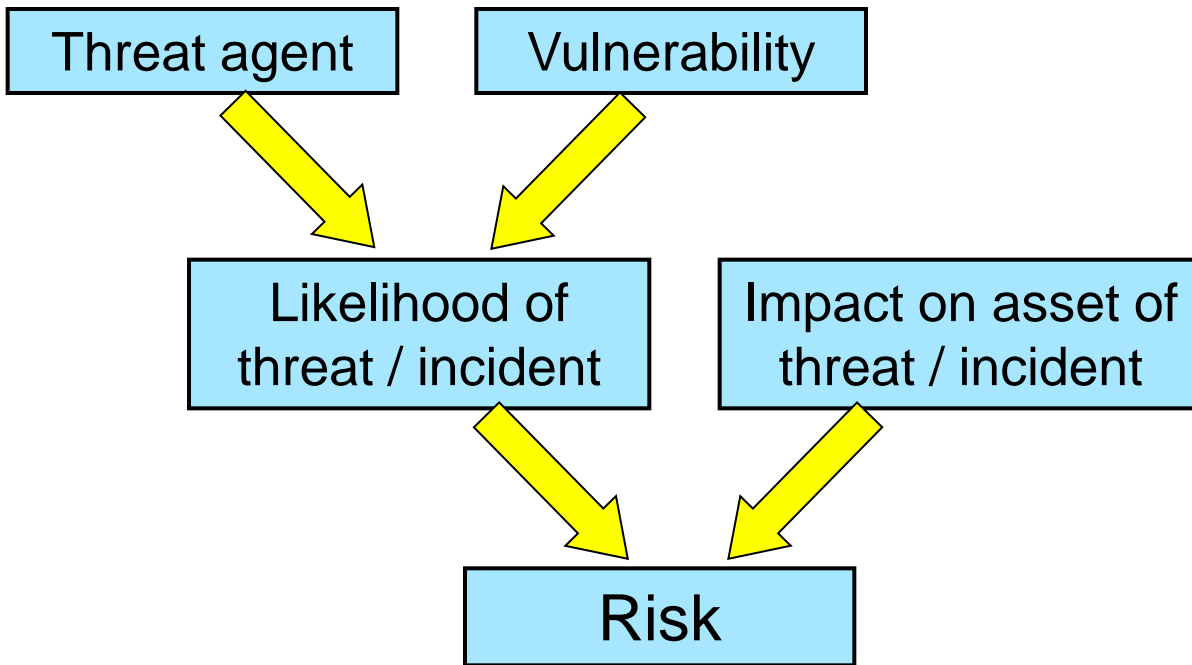 Threat agent
Vulnerability
Likelihood of
threat / incident
Impact on asset of
threat / incident
Risk